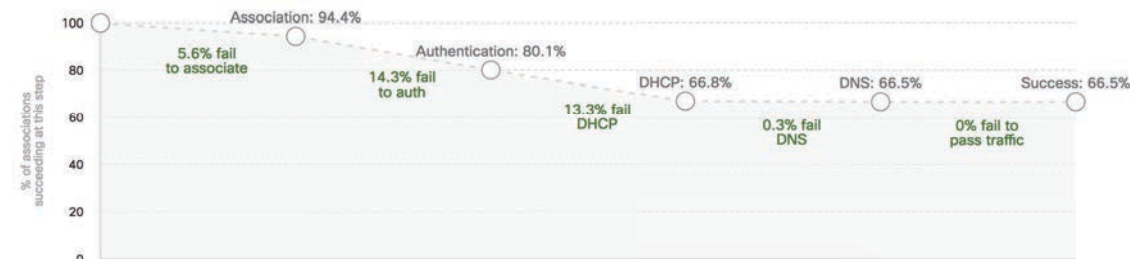 % of associations
succeeding at this step
100
80
60
40
20
0
Association: 94.4%
5.6% fail
to associate
Authentication: 80.1%
14.3% fail
to auth
DHCP: 66.8%
13.3% fail
DHCP
DNS: 66.5%
0.3% fail
DNS
Success: 66.5%
0% fail to
pass traffic